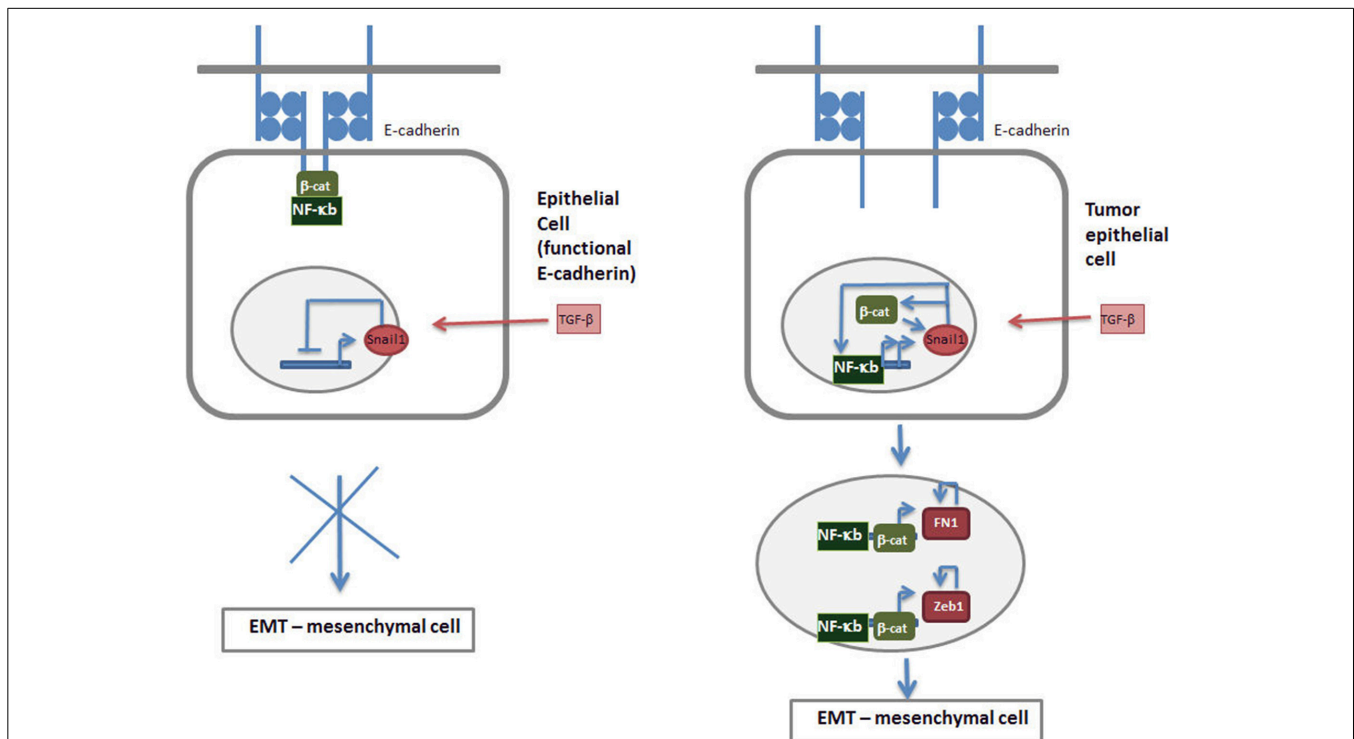 E-cadherin
β-cat
NF-κb
Epithelial
Cell
(functional
E-cadherin)
TGF-β
Snail1
EMT – mesenchymal cell
E-cadherin
Tumor
epithelial
cell
TGF-β
β-cat
Snail1
NF-κb
FN1
NF-κb
β-cat
Zeb1
NF-κb
β-cat
EMT – mesenchymal cell